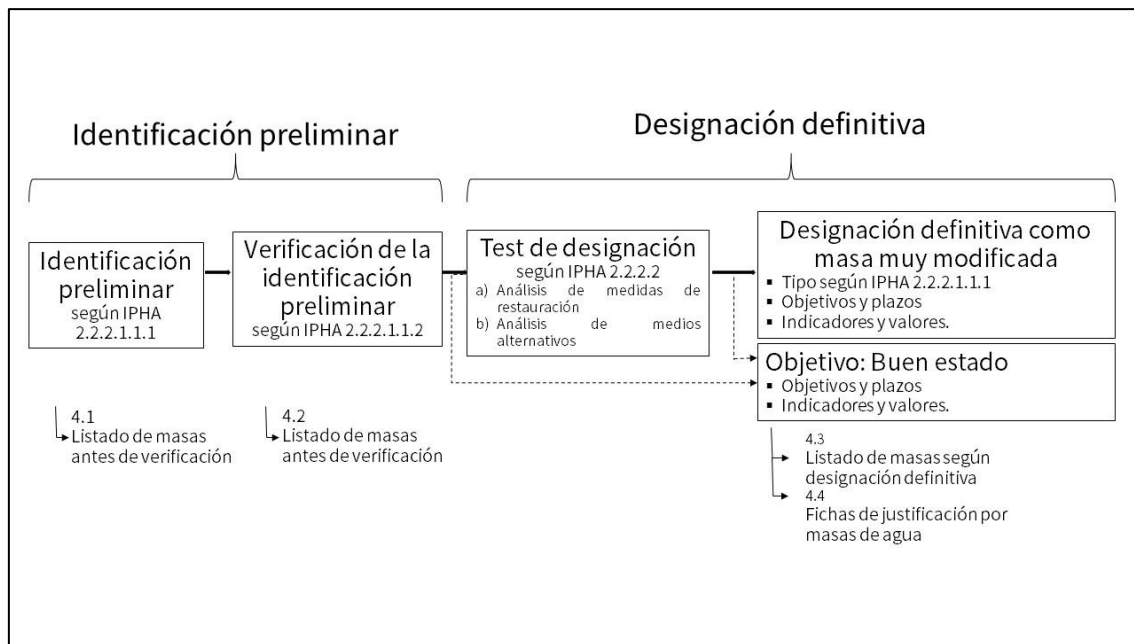 Identificación preliminar
Designación definitiva
Identificación
preliminar
según IPHA
2.2.2.1.1.1
Verificación de la
identificación
preliminar
según IPHA 2.2.2.1.1.2
Test de designación
según IPHA 2.2.2.2
a) Análisis de medidas de
restauración
b) Análisis de medios
alternativos
Designación definitiva como
masa muy modificada
▪ Tipo según IPHA 2.2.2.1.1.1
▪ Objetivos y plazos
▪ Indicadores y valores.
Objetivo: Buen estado
▪ Objetivos y plazos
▪ Indicadores y valores.
4.1
Listado de masas
antes de verificación
4.2
Listado de masas
antes de verificación
4.3
Listado de masas según
designación definitiva
4.4
Fichas de justificación por
masas de agua